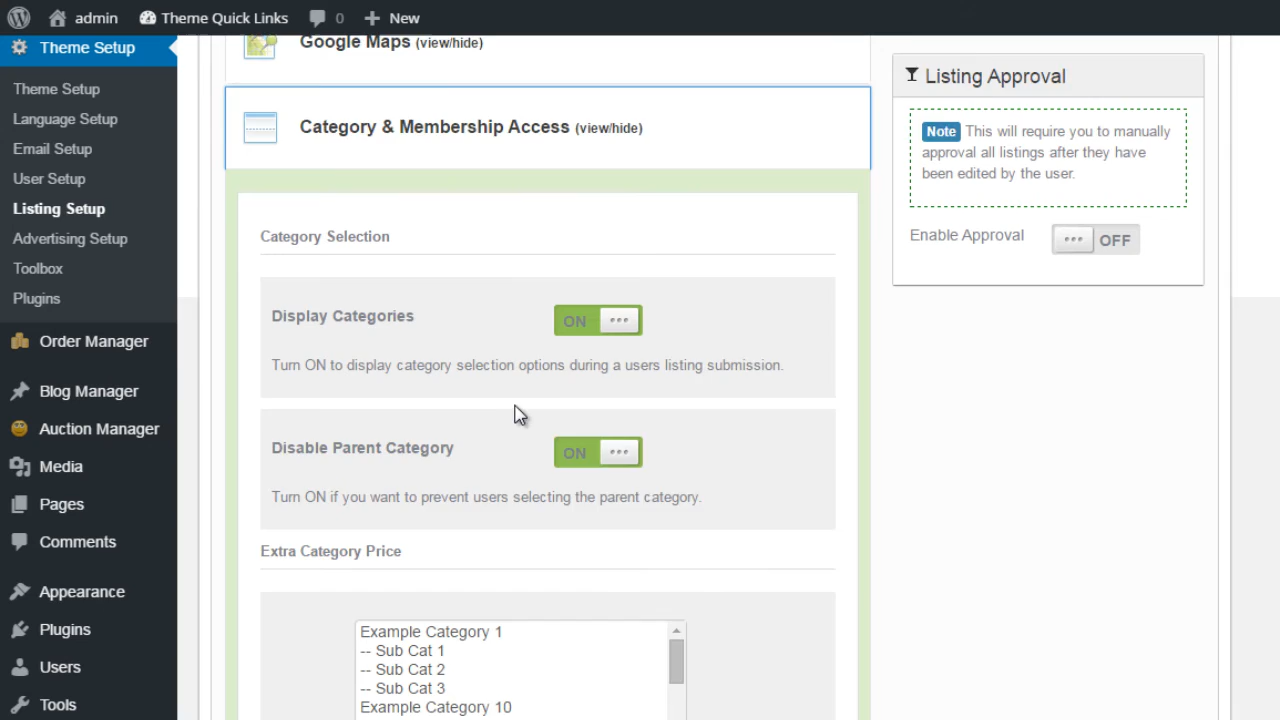 admin
Theme Quick Links
0
New
Theme Setup
Theme Setup
Language Setup
Email Setup
User Setup
Listing Setup
Advertising Setup
Toolbox
Plugins
Order Manager
Blog Manager
Auction Manager
Media
Pages
Comments
Appearance
Plugins
Users
Tools
Google Maps (view/hide)
Category & Membership Access (view/hide)
Category Selection
Display Categories
ON
Turn ON to display category selection options during a users listing submission.
Disable Parent Category
ON
Turn ON if you want to prevent users selecting the parent category.
Extra Category Price
Example Category 1
-- Sub Cat 1
-- Sub Cat 2
-- Sub Cat 3
Example Category 10
Listing Approval
Note This will require you to manually
approval all listings after they have
been edited by the user.
Enable Approval
OFF